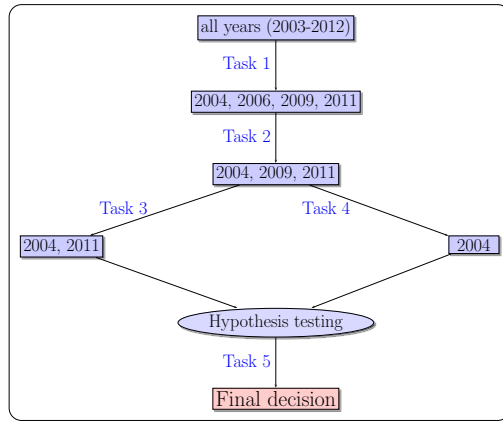 all years (2003-2012)
Task 1
2004, 2006, 2009, 2011
Task 2
2004, 2009, 2011
Task 3
Task 4
2004, 2011
2004
Hypothesis testing
Task 5
Final decision